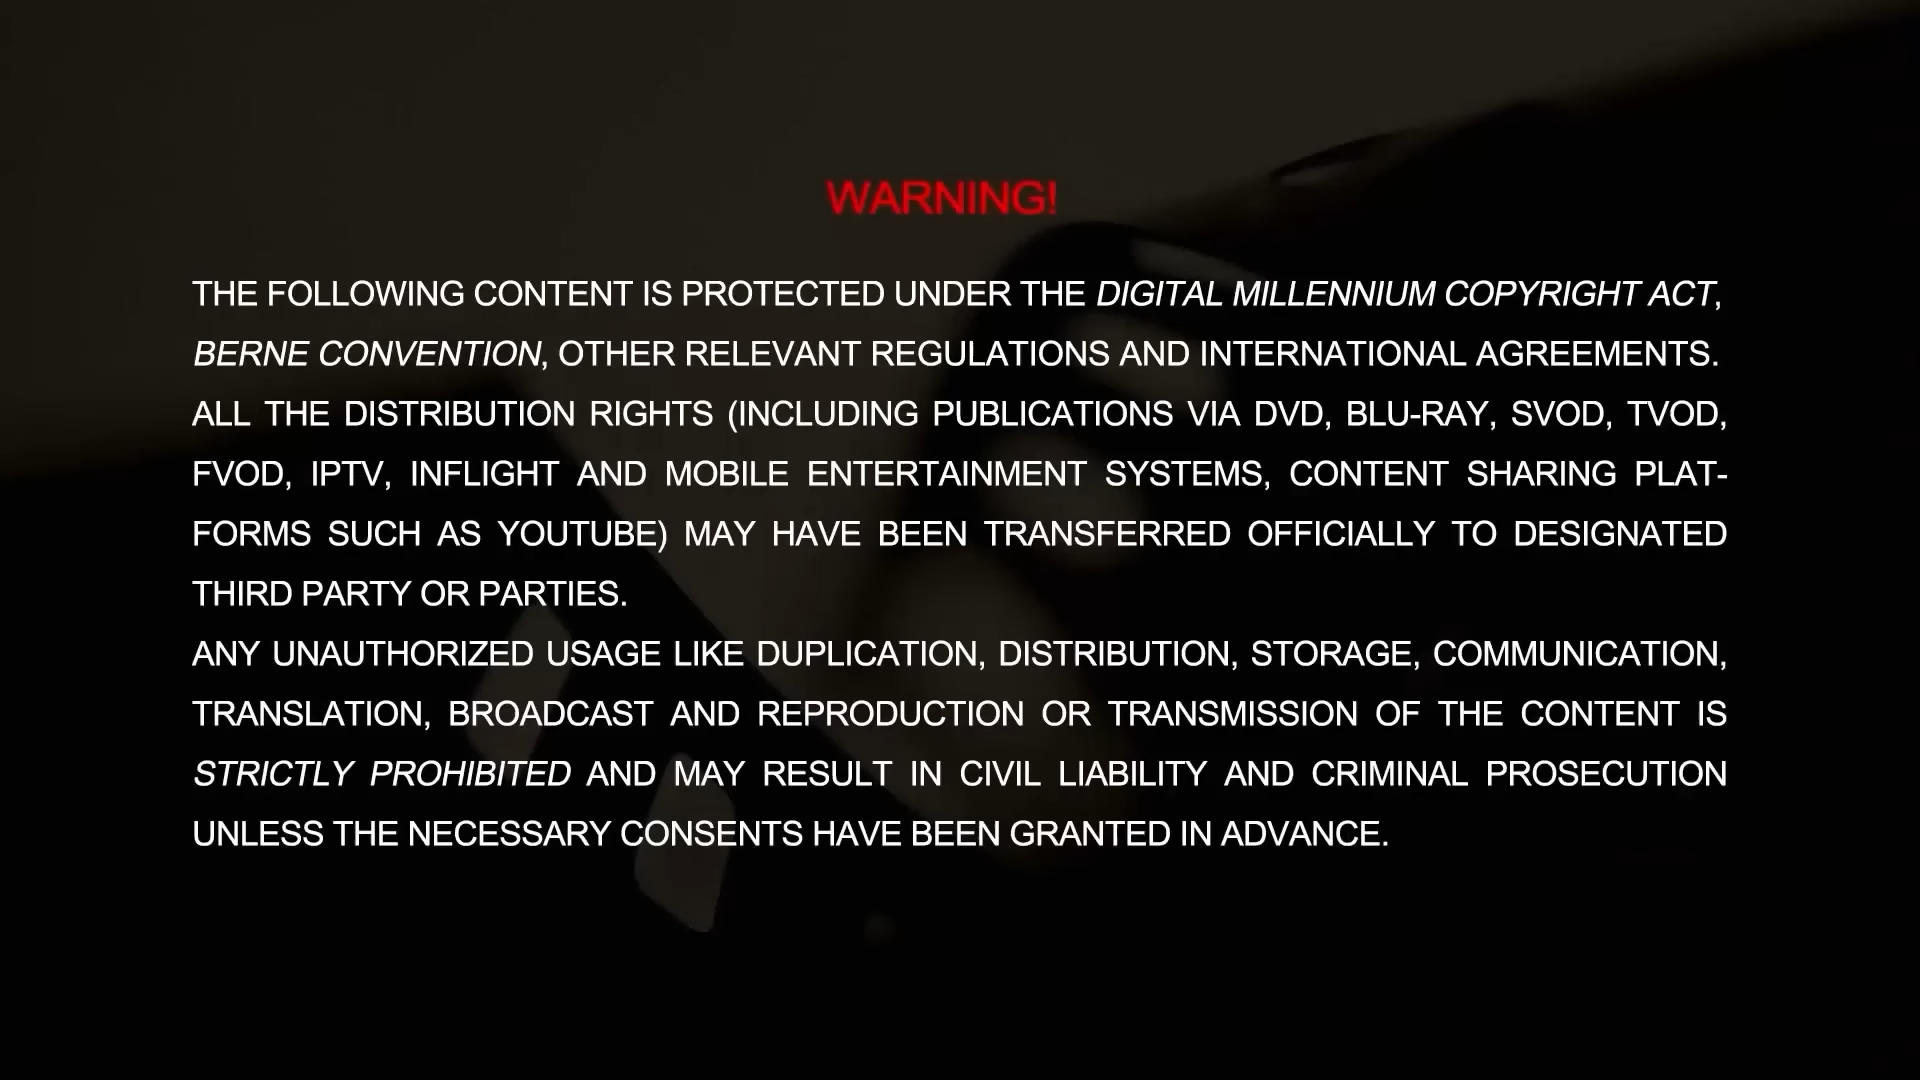 WARNING!
THE FOLLOWING CONTENT IS PROTECTED UNDER THE DIGITAL MILLENNIUM COPYRIGHT ACT,
BERNE CONVENTION, OTHER RELEVANT REGULATIONS AND INTERNATIONAL AGREEMENTS.
ALL THE DISTRIBUTION RIGHTS (INCLUDING PUBLICATIONS VIA DVD, BLU-RAY, SVOD, TVOD,
FVOD, IPTV, INFLIGHT AND MOBILE ENTERTAINMENT SYSTEMS, CONTENT SHARING PLAT-
FORMS SUCH AS YOUTUBE) MAY HAVE BEEN TRANSFERRED OFFICIALLY TO DESIGNATED
THIRD PARTY OR PARTIES.
ANY UNAUTHORIZED USAGE LIKE DUPLICATION, DISTRIBUTION, STORAGE, COMMUNICATION,
TRANSLATION, BROADCAST AND REPRODUCTION OR TRANSMISSION OF THE CONTENT IS
STRICTLY PROHIBITED AND MAY RESULT IN CIVIL LIABILITY AND CRIMINAL PROSECUTION
UNLESS THE NECESSARY CONSENTS HAVE BEEN GRANTED IN ADVANCE.